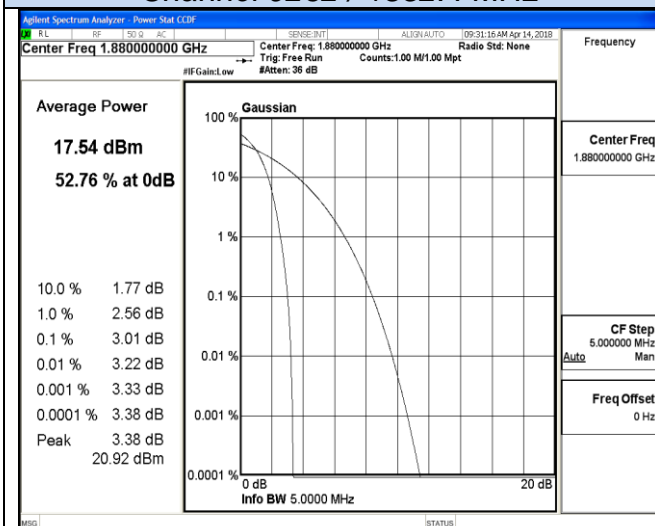 Agilent Spectrum Analyzer - Power Stat CCDF
RL RF 50 Ω AC SENSE:INT ALIGN AUTO 09:31:16 AM Apr 14, 2018
Center Freq 1.880000000 GHz
Center Freq: 1.880000000 GHz Radio Std: None
Trig: Free Run Counts:1.00 M/1.00 Mpt
#IFGain:Low #Atten: 36 dB
Frequency
Average Power
17.54 dBm
52.76 % at 0dB
10.0 % 1.77 dB
1.0 % 2.56 dB
0.1 % 3.01 dB
0.01 % 3.22 dB
0.001 % 3.33 dB
0.0001 % 3.38 dB
Peak 3.38 dB
20.92 dBm
Gaussian
100 %
10 %
1 %
0.1 %
0.01 %
0.001 %
0.0001 %
0 dB 20 dB
Info BW 5.0000 MHz
Center Freq
1.880000000 GHz
CF Step
5.000000 MHz
Auto Man
Freq Offset
0 Hz
MSG STATUS